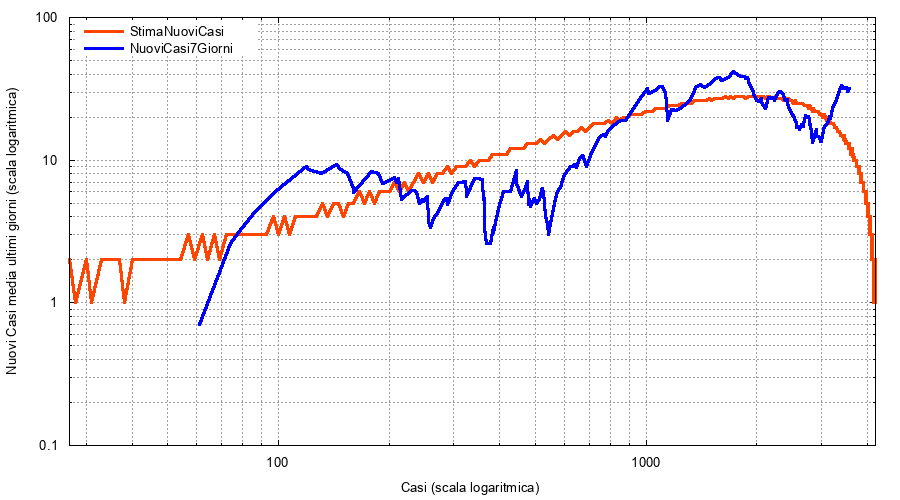 100
StimaNuoviCasi
NuoviCasi7Giorni
10
1
0.1
100
1000
Nuovi Casi media ultimi giorni (scala logaritmica)
Casi (scala logaritmica)